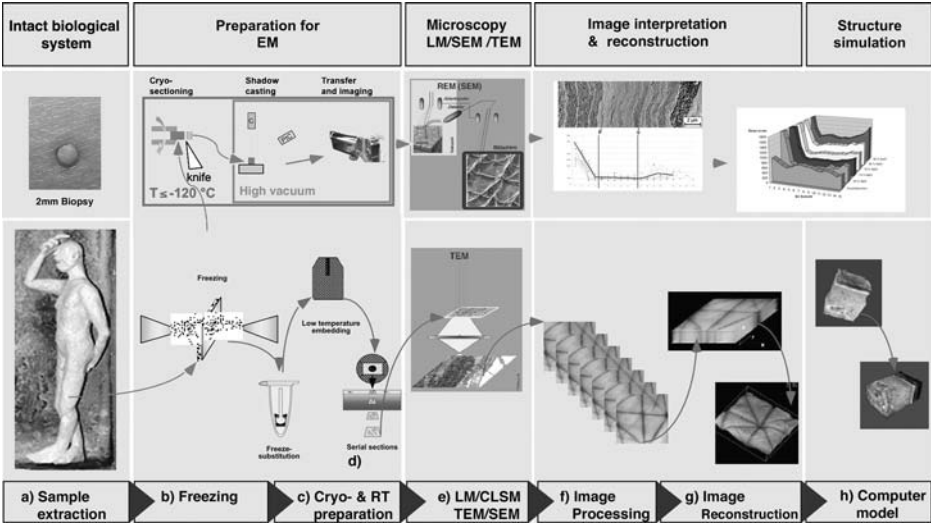 Intact biological
system
Preparation for
EM
Microscopy
LM/SEM /TEM
Image interpretation
& reconstruction
Structure
simulation
2mm Biopsy
Cryo-
sectioning
Shadow
casting
Transfer
and imaging
C
knife
T≤-120 °C
High vacuum
REM (SEM)
2 µm
Freezing
Low temperature
embedding
Freeze-
substitution
Serial sections
d)
TEM
a) Sample
extraction
b) Freezing
c) Cryo- & RT
preparation
e) LM/CLSM
TEM/SEM
f) Image
Processing
g) Image
Reconstruction
h) Computer
model